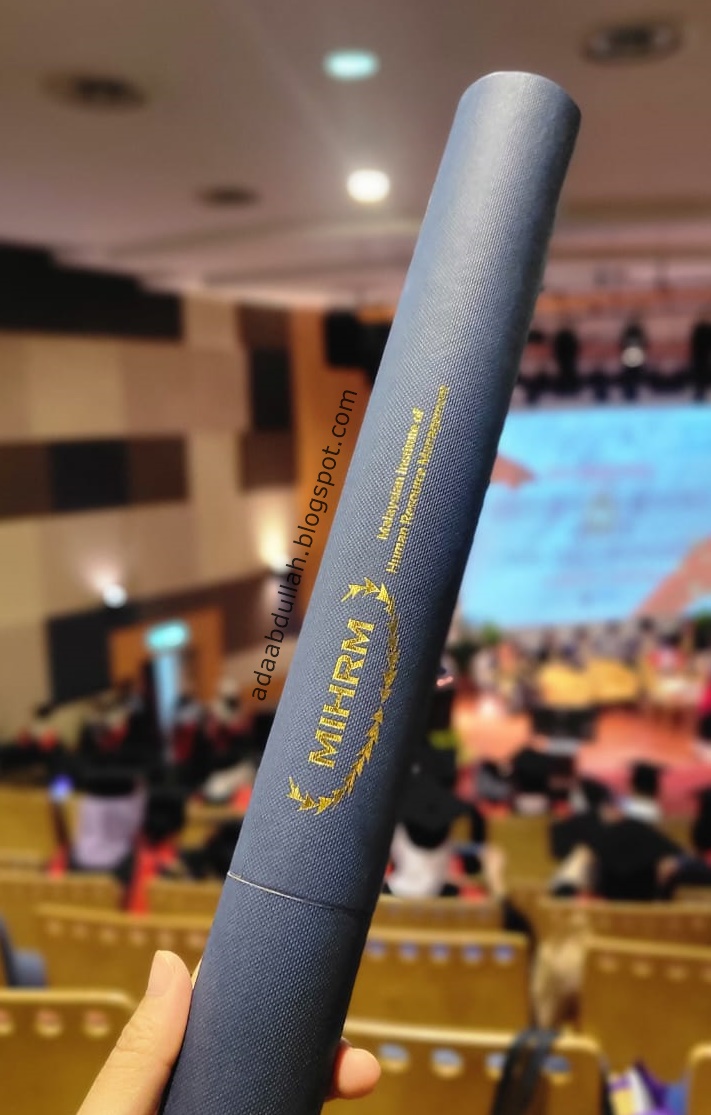 Malaysian Institute of
Human Resource Management
MIHRM
adaabdullah.blogspot.com